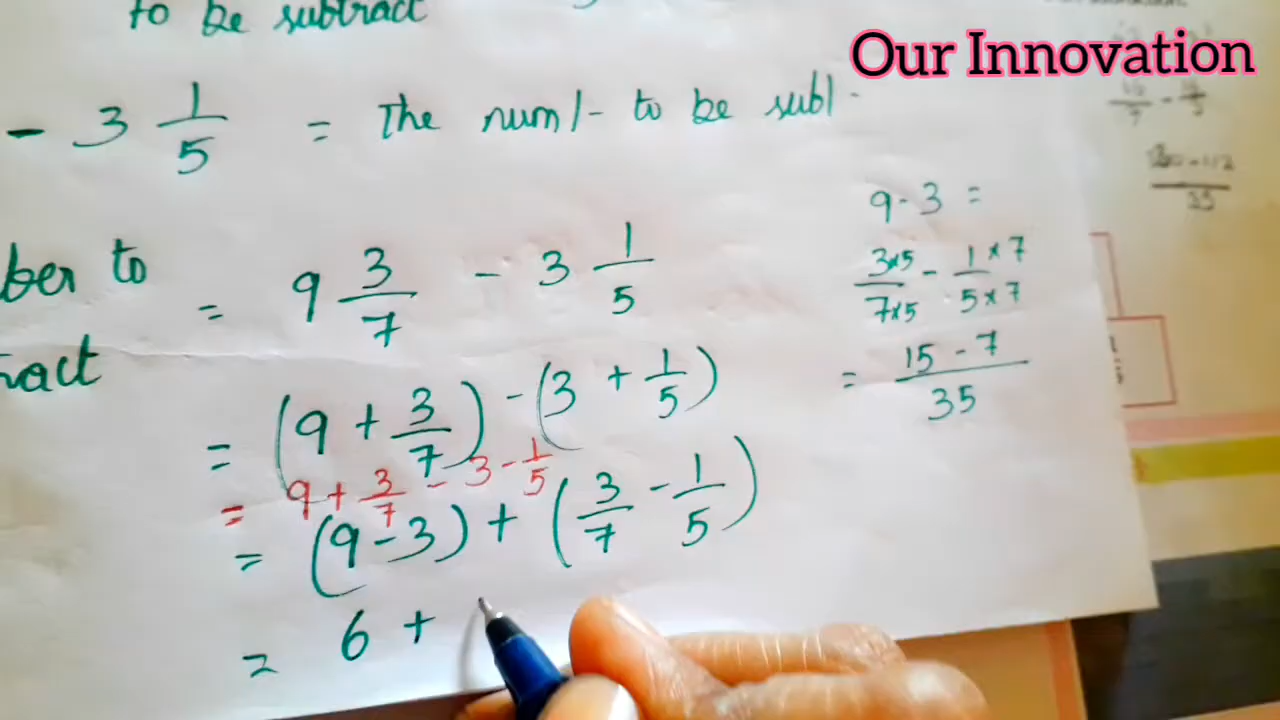 to be subtract
Our Innovation
- 3 1/5 = The num/- to be subl -
ber to = 9 3/7 - 3 1/5
ract
= (9 + 3/7) - (3 + 1/5)
= 9 + 3/7 - 3 - 1/5
= (9 - 3) + (3/7 - 1/5)
= 6 +
9 - 3 =
3×5/7×5 - 1×7/5×7
= 15 - 7/35